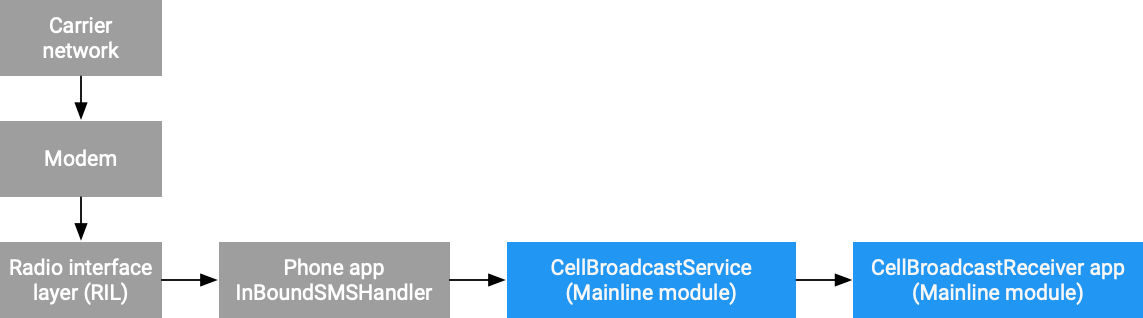 Carrier
network
Modem
Radio interface
layer (RIL)
Phone app
InBoundSMSHandler
CellBroadcastService
(Mainline module)
CellBroadcastReceiver app
(Mainline module)